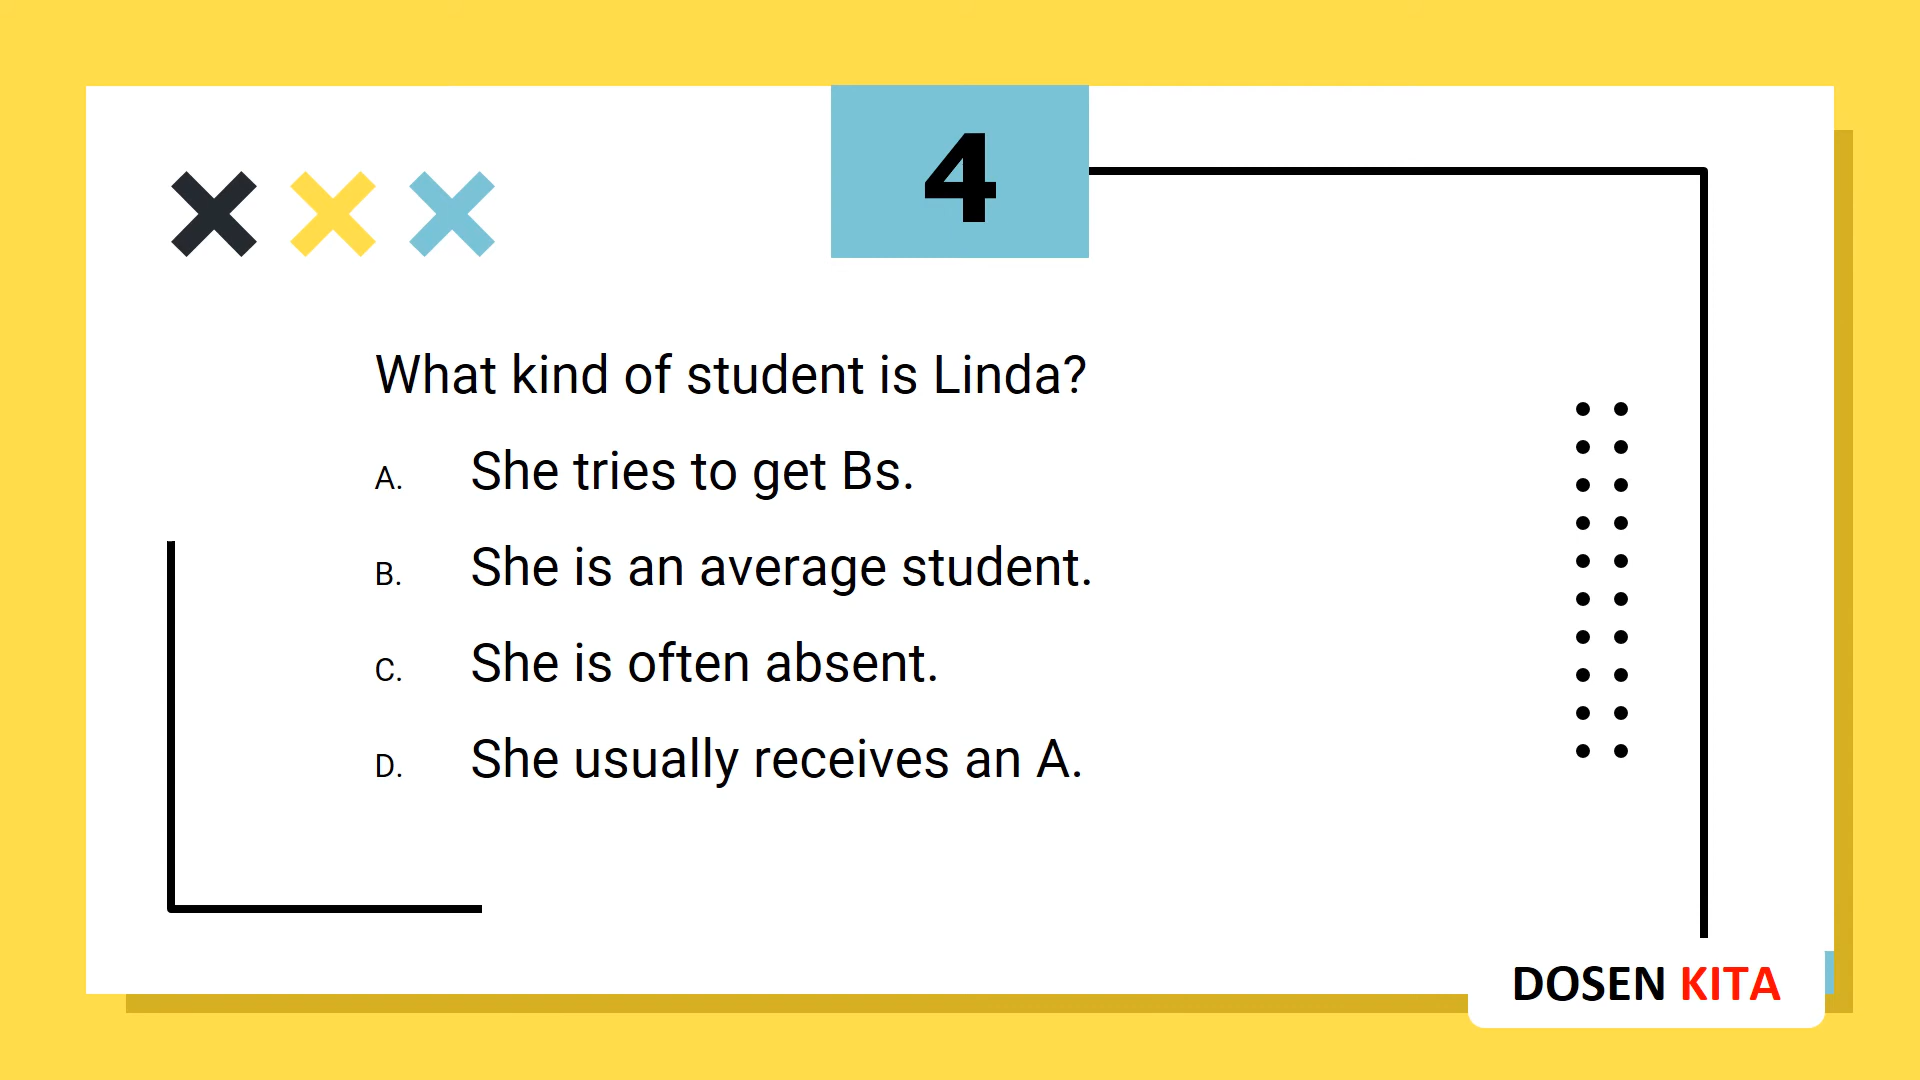 4
What kind of student is Linda?
A. She tries to get Bs.
B. She is an average student.
C. She is often absent.
D. She usually receives an A.
DOSEN KITA